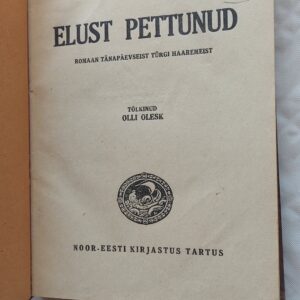 ELUST PETTUNUD
ROMAAN TÄNAPÄEVSEIST TÜRGI HAAREMEIST
TÕLKINUD
OLLI OLESK
NOOR-EESTI KIRJASTUS TARTUS